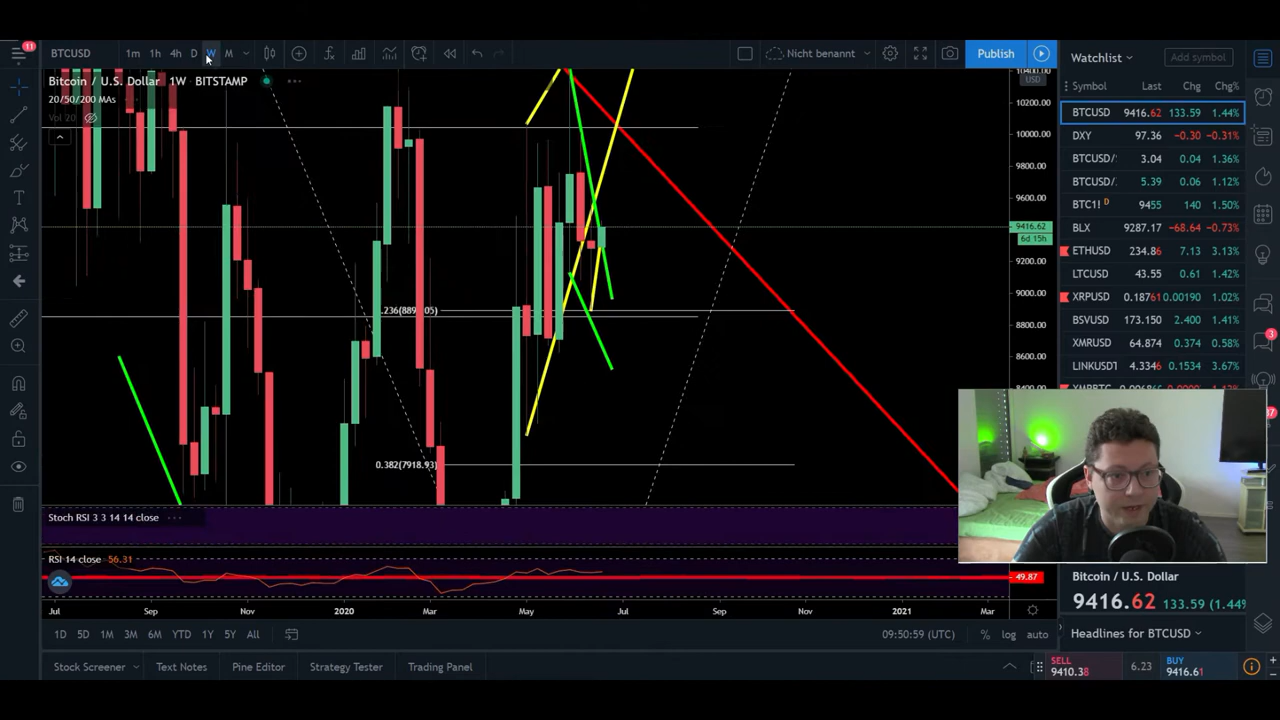 11
BTCUSD 1m 1h 4h D W M Nicht benannt Publish
Bitcoin / U.S. Dollar 1W BITSTAMP
20/50/200 MAs
Vol 20
.236(889
05)
0.382(7918.93)
10400.00
USD
10200.00
10000.00
9800.00
9600.00
9416.62
6d 15h
9200.00
9000.00
8800.00
8600.00
Stoch RSI 3 3 14 14 close
RSI 14 close 56.31
49.87
Jul Sep Nov 2020 Mar May Jul Sep Nov 2021 Mar
1D 5D 1M 3M 6M YTD 1Y 5Y All
09:50:59 (UTC) % log auto
Stock Screener Text Notes Pine Editor Strategy Tester Trading Panel
Watchlist Add symbol
Symbol Last Chg Chg%
BTCUSD 9416.62 133.59 1.44%
DXY 97.36 −0.30 −0.31%
BTCUSD/ 3.04 0.04 1.36%
BTCUSD/ 5.39 0.06 1.12%
BTC1! D 9455 140 1.50%
BLX 9287.17 −68.64 −0.73%
ETHUSD 234.86 7.13 3.13%
LTCUSD 43.55 0.61 1.42%
XRPUSD 0.18761 0.00190 1.02%
BSVUSD 173.150 2.400 1.41%
XMRUSD 64.874 0.374 0.58%
LINKUSDT 4.3346 0.1534 3.67%
3
Bitcoin / U.S. Dollar
9416.62 133.59 (1.44%
Headlines for BTCUSD
SELL
9410.38
6.23
BUY
9416.61